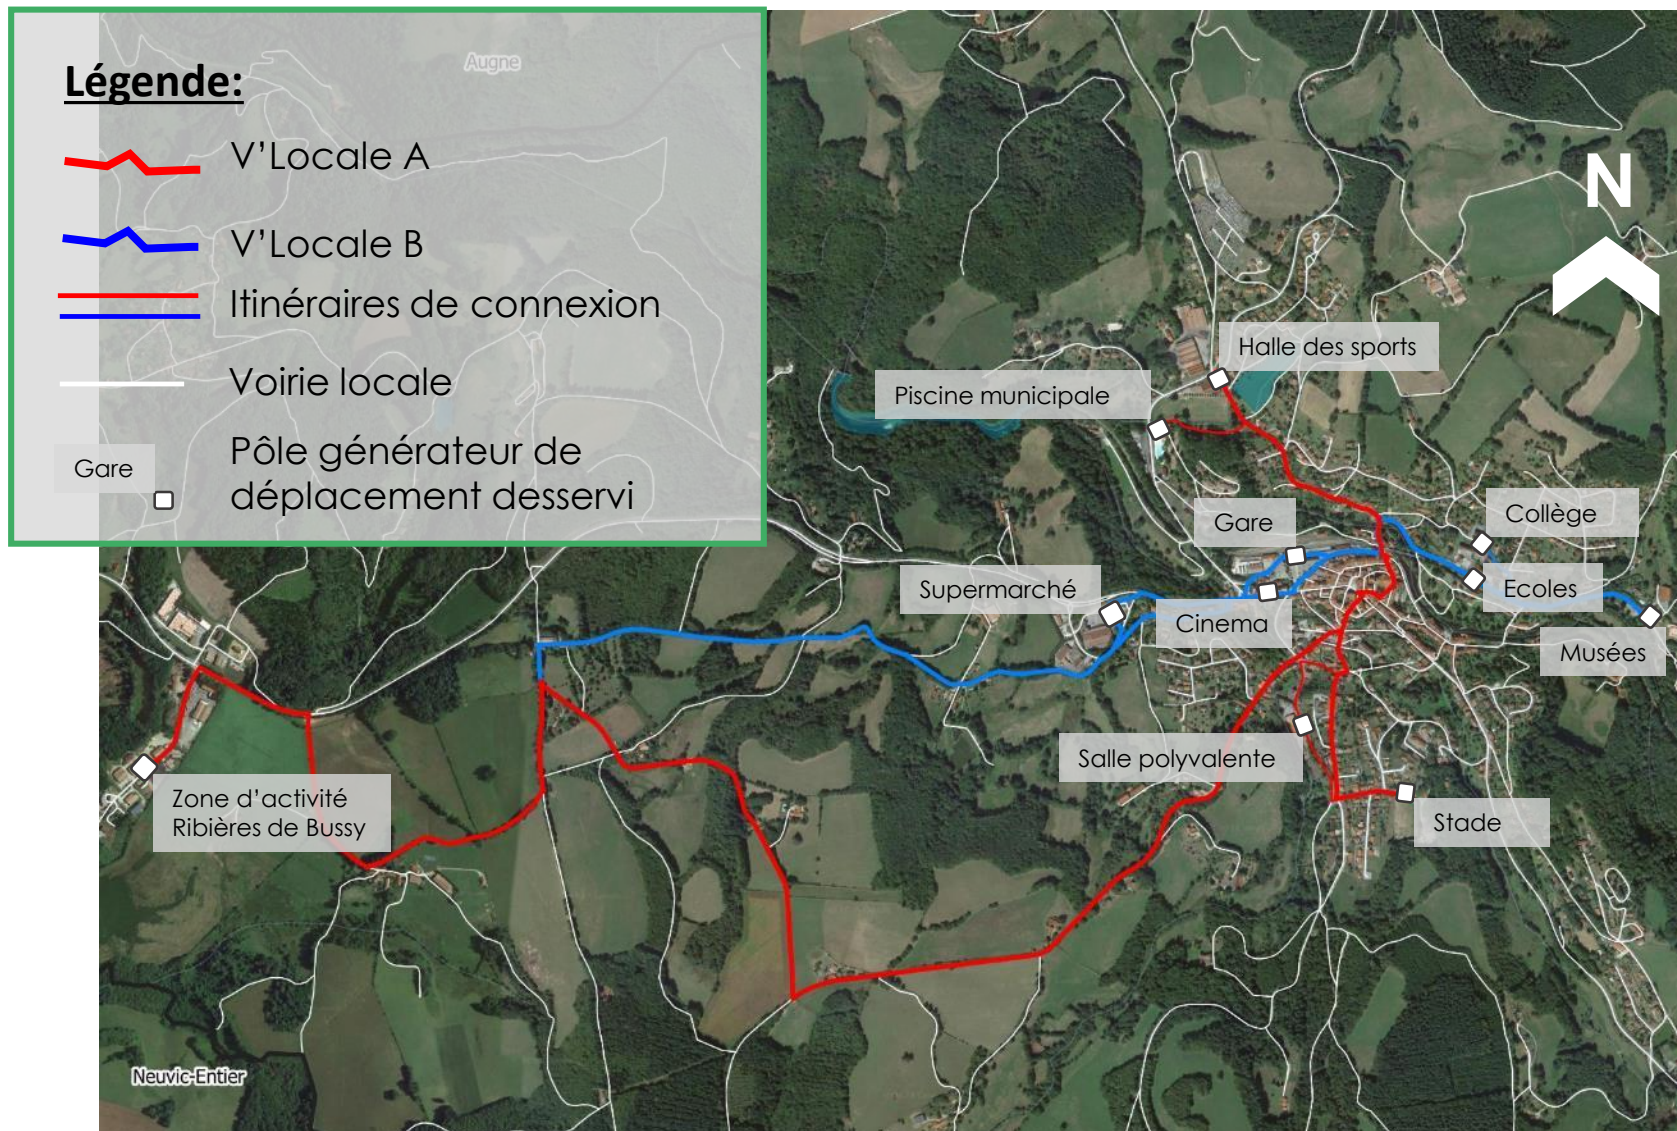 Augne
Légende:
V'Locale A
V'Locale B
Itinéraires de connexion
Voirie locale
Gare
Pôle générateur de
déplacement desservi
N
Halle des sports
Piscine municipale
Gare
Collège
Supermarché
Ecoles
Cinema
Musées
Salle polyvalente
Zone d'activité
Ribières de Bussy
Stade
Neuvic-Entier